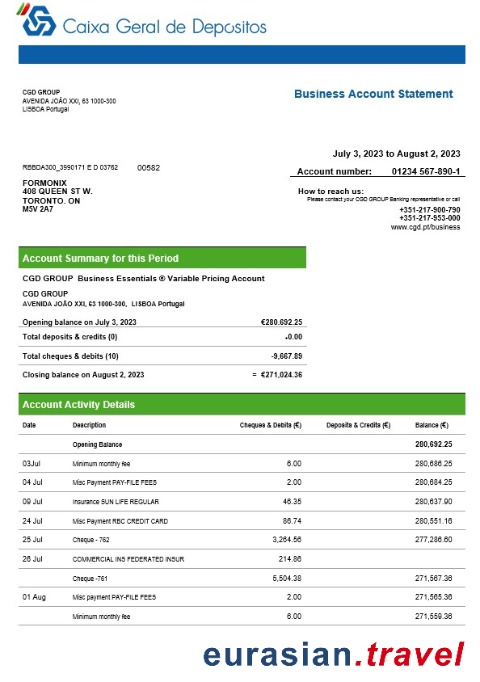 Caixa Geral de Depósitos
CGD GROUP
AVENIDA JOÃO XXI, 63 1000-300
LISBOA Portugal
Business Account Statement
July 3, 2023 to August 2, 2023
Account number: 01234 567-890-1
RBBDA300_3990171 E D 03762 00582
FORMONIX
408 QUEEN ST W.
TORONTO. ON
M5V 2A7
How to reach us:
Please contact your CGD GROUP Banking representative or call
+351-217-900-790
+351-217-953-000
www.cgd.pt/business
Account Summary for this Period
CGD GROUP Business Essentials ® Variable Pricing Account
CGD GROUP
AVENIDA JOÃO XXI, 63 1000-300, LISBOA Portugal
Opening balance on July 3, 2023 €280.692.25
Total deposits & credits (0) .0.00
Total cheques & debits (10) -9,667.89
Closing balance on August 2, 2023 = €271,024.36
Account Activity Details
Date Description Cheques & Debits (€) Deposits & Credits (€) Balance (€)
Opening Balance 280,692.25
03Jul Minimum monthly fee 6.00 280,686.25
04 Jul Misc Payment PAY-FILE FEES 2.00 280,684.25
09 Jul Insurance SUN LIFE REGULAR 46.35 280,637.90
24 Jul Misc Payment RBC CREDIT CARD 86.74 280,551.16
25 Jul Cheque - 762 3,264.56 277,286.60
26 Jul COMMERCIAL INS FEDERATED INSUR 214.86
Cheque -761 5,504.38 271,567.36
01 Aug Misc payment PAY-FILE FEES 2.00 271,565.36
Minimum monthly fee 6.00 271,559.36
eurasian.travel